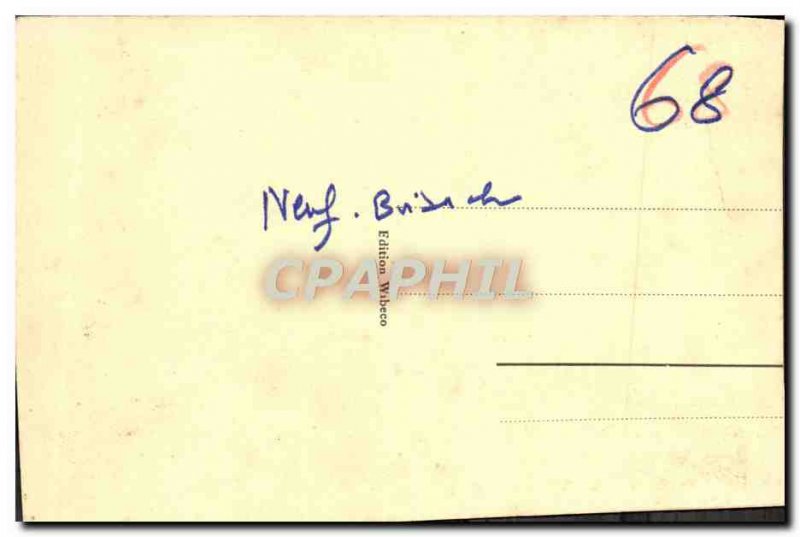 68
Neuf. Brisach
Edition Wibeco
CPAPHIL